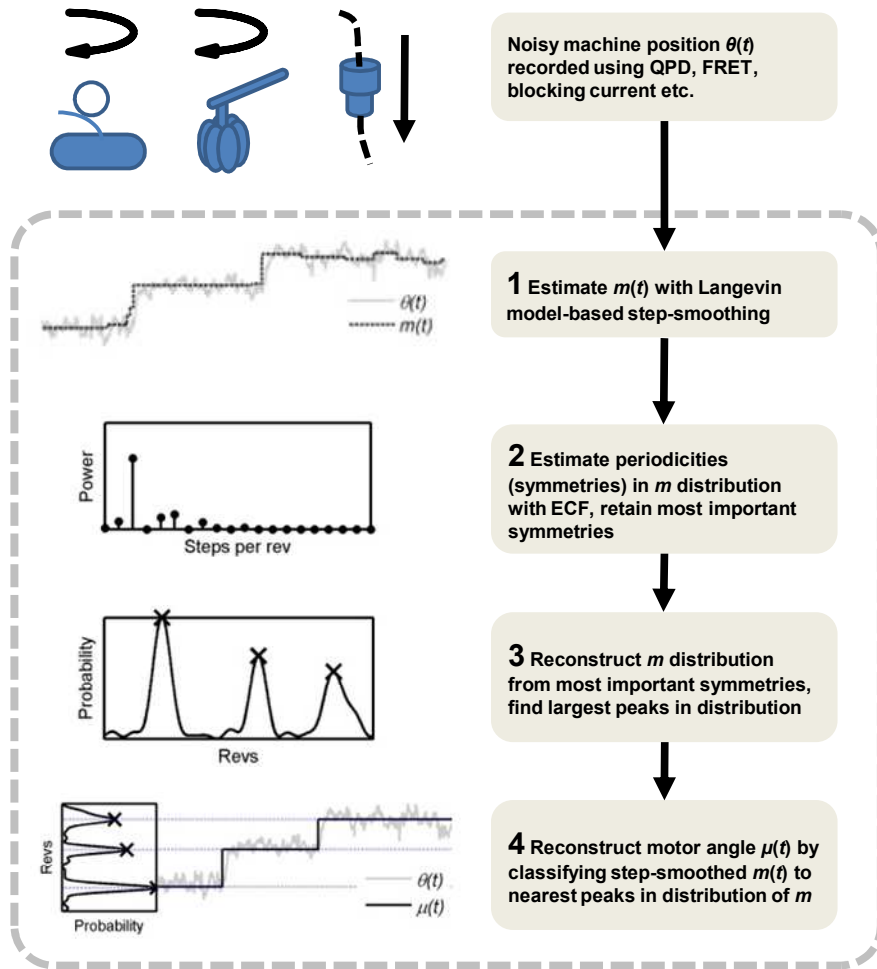 Noisy machine position θ(t)
recorded using QPD, FRET,
blocking current etc.
θ(t)
m(t)
1 Estimate m(t) with Langevin
model-based step-smoothing
Power
Steps per rev
2 Estimate periodicities
(symmetries) in m distribution
with ECF, retain most important
symmetries
Probability
Revs
3 Reconstruct m distribution
from most important symmetries,
find largest peaks in distribution
Revs
Probability
θ(t)
μ(t)
4 Reconstruct motor angle μ(t) by
classifying step-smoothed m(t) to
nearest peaks in distribution of m